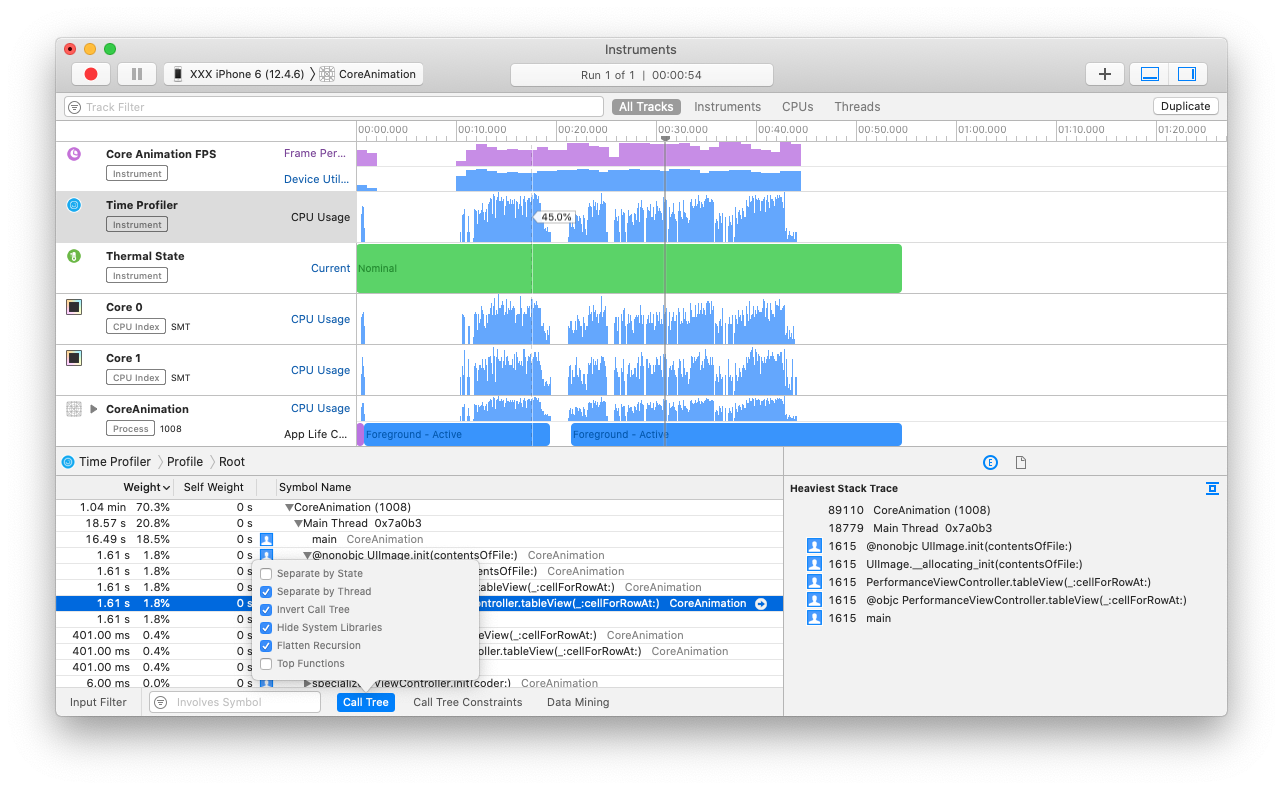 Instruments
XXX iPhone 6 (12.4.6) 〉 CoreAnimation
Run 1 of 1 | 00:00:54
Track Filter
All Tracks Instruments CPUs Threads
Duplicate
00:00.000 00:10.000 00:20.000 00:30.000 00:40.000 00:50.000 01:00.000 01:10.000 01:20.000
Core Animation FPS Frame Per...
Instrument
Device Util...
Time Profiler
Instrument
CPU Usage
45.0%
Thermal State
Instrument
Current
Nominal
Core 0
CPU Index SMT
CPU Usage
Core 1
CPU Index SMT
CPU Usage
CoreAnimation CPU Usage
Process 1008
App Life C...
Foreground - Active Foreground - Active
Time Profiler 〉 Profile 〉 Root
Weight Self Weight Symbol Name
1.04 min 70.3% 0 s CoreAnimation (1008)
18.57 s 20.8% 0 s Main Thread 0x7a0b3
16.49 s 18.5% 0 s main CoreAnimation
1.61 s 1.8% 0 s @nonobjc UIImage.init(contentsOfFile:) CoreAnimation
1.61 s 1.8% 0 s contentsOfFile:) CoreAnimation
1.61 s 1.8% 0 s tableView(_:cellForRowAt:) CoreAnimation
1.61 s 1.8% 0 s ntroller.tableView(_:cellForRowAt:) CoreAnimation
1.61 s 1.8% 0 s
401.00 ms 0.4% 0 s eView(_:cellForRowAt:) CoreAnimation
401.00 ms 0.4% 0 s oller.tableView(_:cellForRowAt:) CoreAnimation
401.00 ms 0.4% 0 s
6.00 ms 0.0% 0 s ViewController.init(coder:) CoreAnimation
Separate by State
Separate by Thread
Invert Call Tree
Hide System Libraries
Flatten Recursion
Top Functions
Input Filter
Involves Symbol
Call Tree Call Tree Constraints Data Mining
E
Heaviest Stack Trace
89110 CoreAnimation (1008)
18779 Main Thread 0x7a0b3
1615 @nonobjc UIImage.init(contentsOfFile:)
1615 UIImage.__allocating_init(contentsOfFile:)
1615 PerformanceViewController.tableView(_:cellForRowAt:)
1615 @objc PerformanceViewController.tableView(_:cellForRowAt:)
1615 main